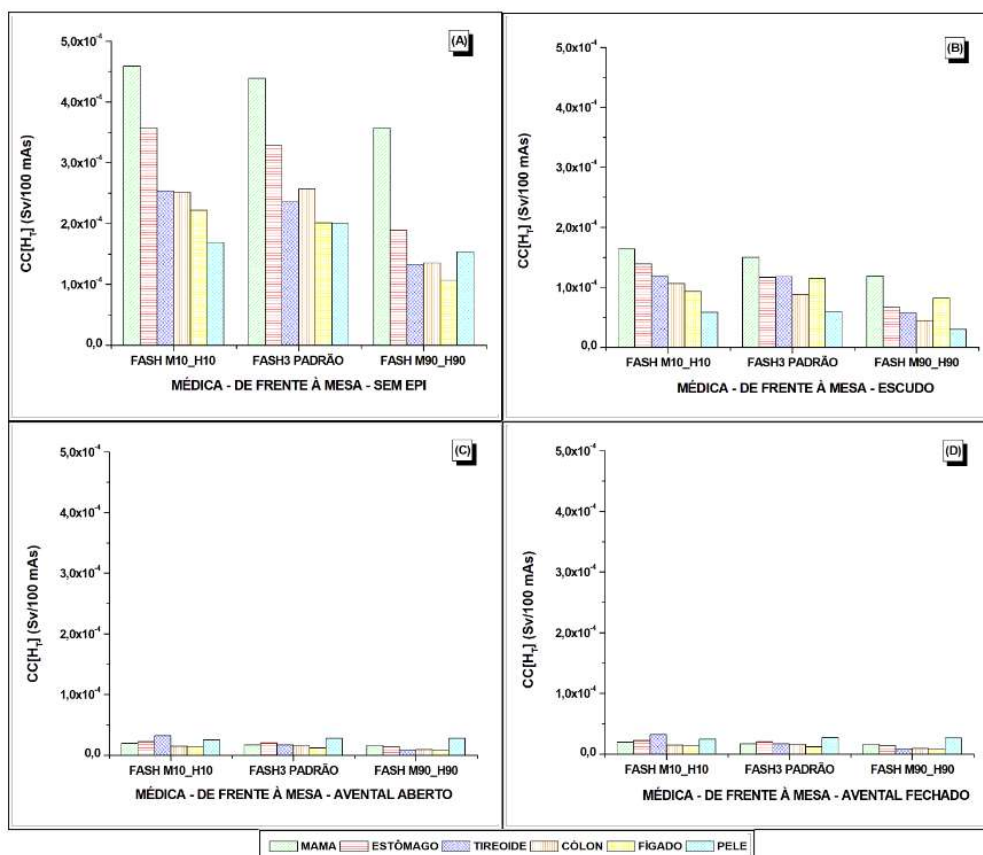 (A)
5,0x10⁻⁴
4,0x10⁻⁴
3,0x10⁻⁴
2,0x10⁻⁴
1,0x10⁻⁴
0,0
CC[H_T] (Sv/100 mAs)
FASH M10_H10 FASH3 PADRÃO FASH M90_H90
MÉDICA - DE FRENTE À MESA - SEM EPI
(B)
5,0x10⁻⁴
4,0x10⁻⁴
3,0x10⁻⁴
2,0x10⁻⁴
1,0x10⁻⁴
0,0
CC[H_T] (Sv/100 mAs)
FASH M10_H10 FASH3 PADRÃO FASH M90_H90
MÉDICA - DE FRENTE À MESA - ESCUDO
(C)
5,0x10⁻⁴
4,0x10⁻⁴
3,0x10⁻⁴
2,0x10⁻⁴
1,0x10⁻⁴
0,0
CC[H_T] (Sv/100 mAs)
FASH M10_H10 FASH3 PADRÃO FASH M90_H90
MÉDICA - DE FRENTE À MESA - AVENTAL ABERTO
(D)
5,0x10⁻⁴
4,0x10⁻⁴
3,0x10⁻⁴
2,0x10⁻⁴
1,0x10⁻⁴
0,0
CC[H_T] (Sv/100 mAs)
FASH M10_H10 FASH3 PADRÃO FASH M90_H90
MÉDICA - DE FRENTE À MESA - AVENTAL FECHADO
MAMA ESTÔMAGO TIREOIDE CÓLON FÍGADO PELE